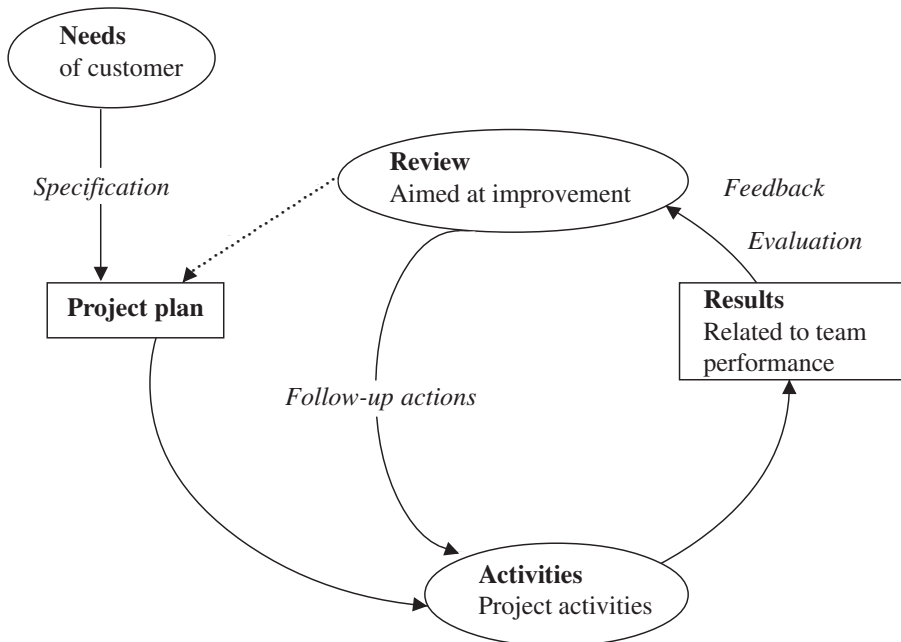 Needs
of customer
Specification
Review
Aimed at improvement
Feedback
Evaluation
Project plan
Results
Related to team
performance
Follow-up actions
Activities
Project activities